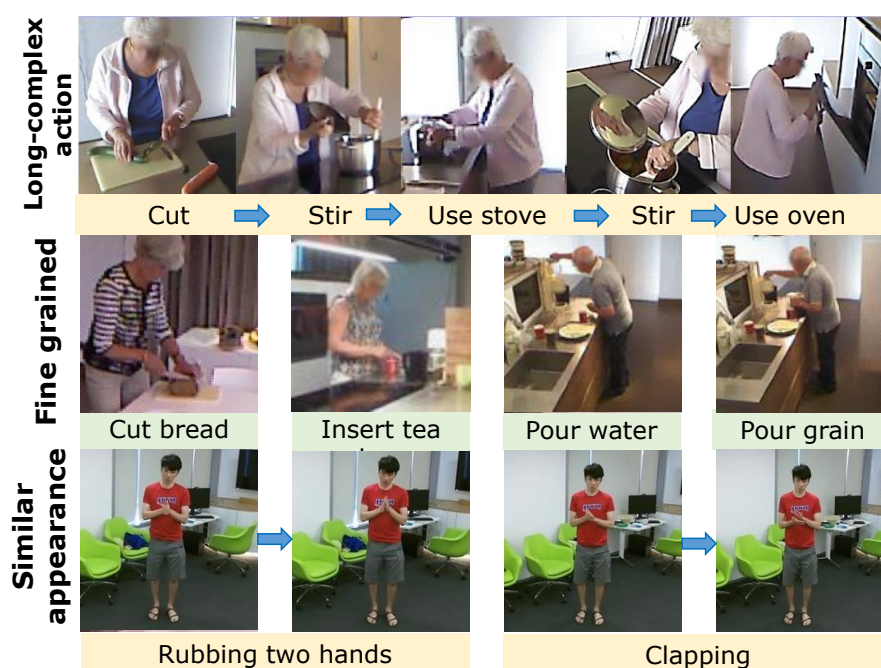 Long-complex
action
Cut
Stir
Use stove
Stir
Use oven
Fine grained
Cut bread
Insert tea
Pour water
Pour grain
Similar
appearance
Rubbing two hands
Clapping